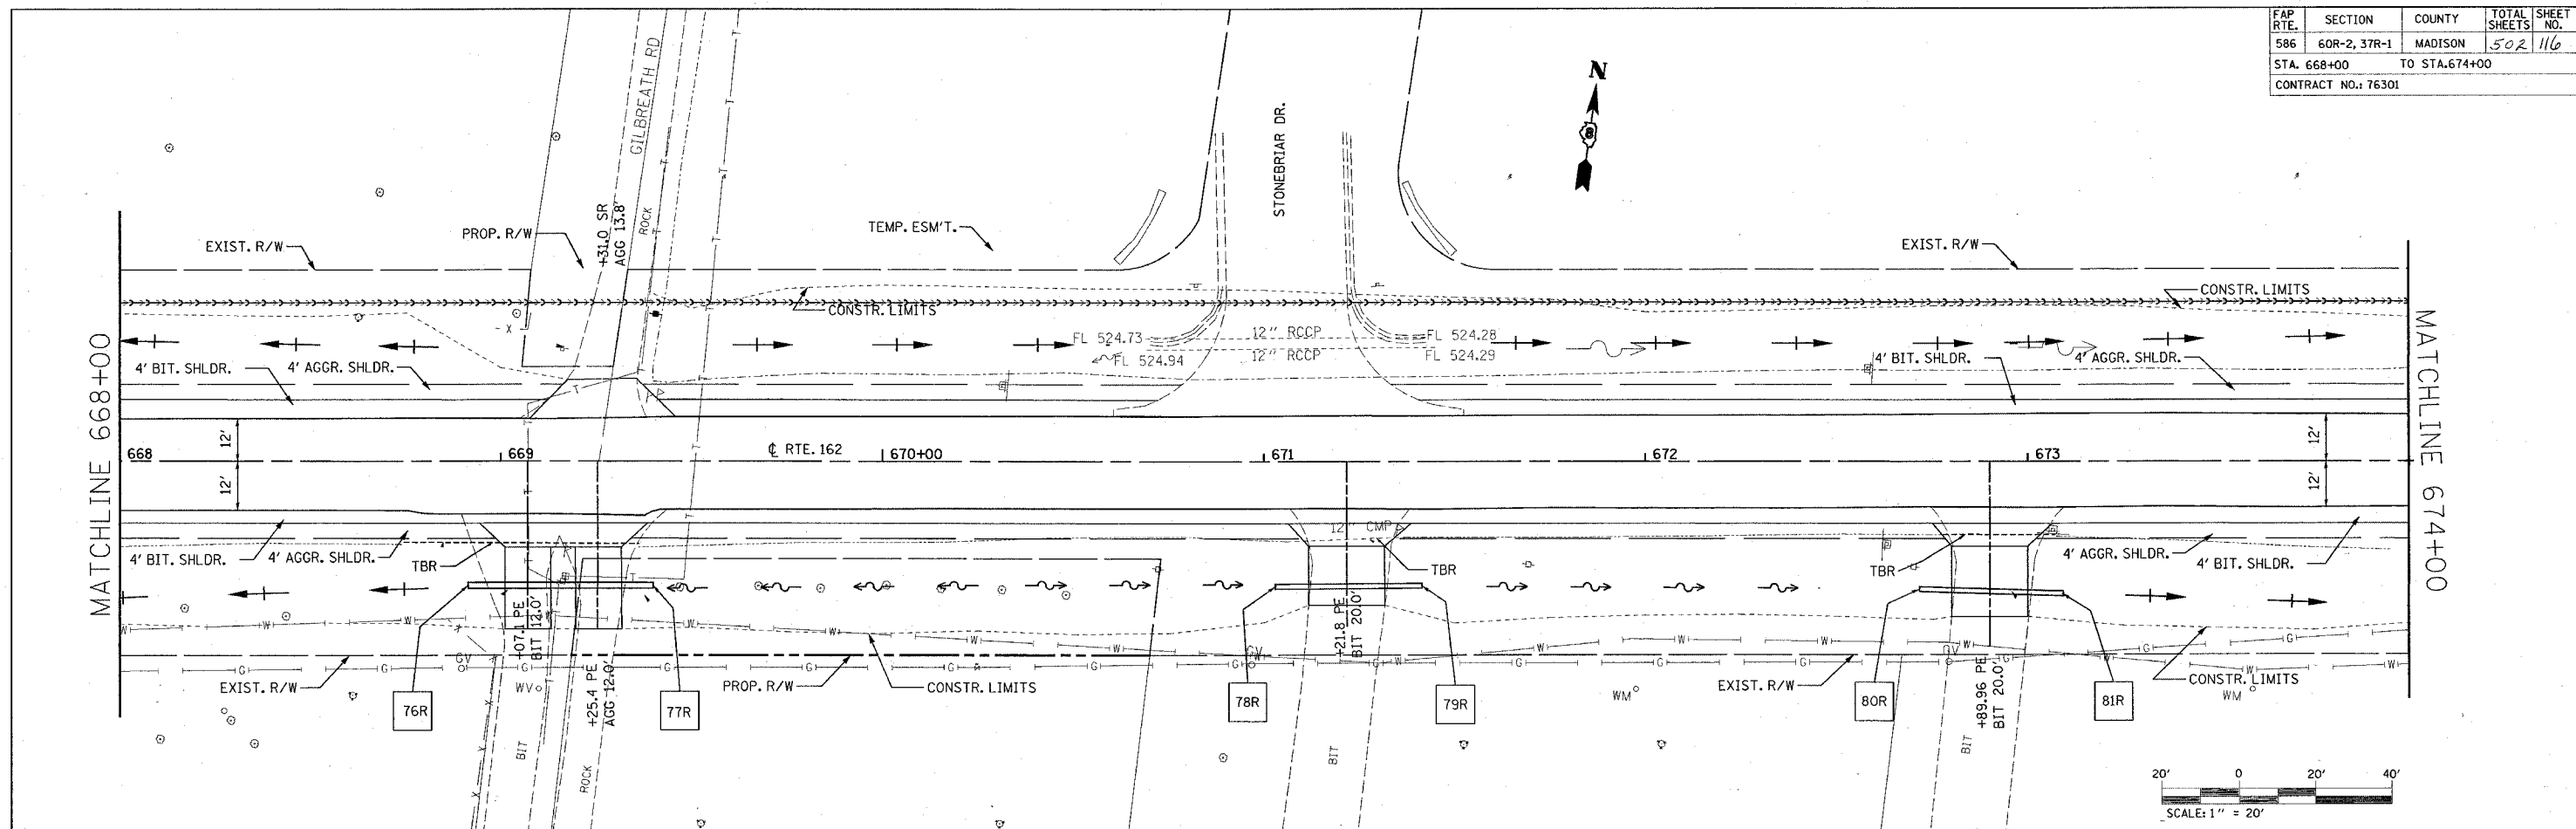 FAP RTE. SECTION COUNTY TOTAL SHEETS SHEET NO.
586 60R-2, 37R-1 MADISON 502 116
STA. 668+00 TO STA.674+00
CONTRACT NO.: 76301
N
8
GILBREATH RD
ROCK
+31.0 SR
AGG 13.8'
STONEBRIAR DR.
EXIST. R/W
PROP. R/W
TEMP. ESM'T.
EXIST. R/W
CONSTR. LIMITS
CONSTR. LIMITS
FL 524.73 12" RCCP FL 524.28
FL 524.94 12" RCCP FL 524.29
4' BIT. SHLDR. 4' AGGR. SHLDR.
4' BIT. SHLDR. 4' AGGR. SHLDR.
MATCHLINE 668+00
MATCHLINE 674+00
12'
12'
12'
12'
668 669 ℄ RTE. 162 670+00 671 672 673
12" CMP
4' BIT. SHLDR. 4' AGGR. SHLDR.
TBR
TBR
TBR
4' AGGR. SHLDR.
4' BIT. SHLDR.
+07.1 PE
BIT 12.0'
+25.4 PE
AGG 12.0'
+21.8 PE
BIT 20.0'
+89.96 PE
BIT 20.0'
EXIST. R/W
GV
WV
PROP. R/W
CONSTR. LIMITS
GV
WM
EXIST. R/W
GV
CONSTR. LIMITS
WM
76R
77R
78R
79R
80R
81R
BIT
ROCK
BIT
BIT
20' 0 20' 40'
SCALE: 1" = 20'